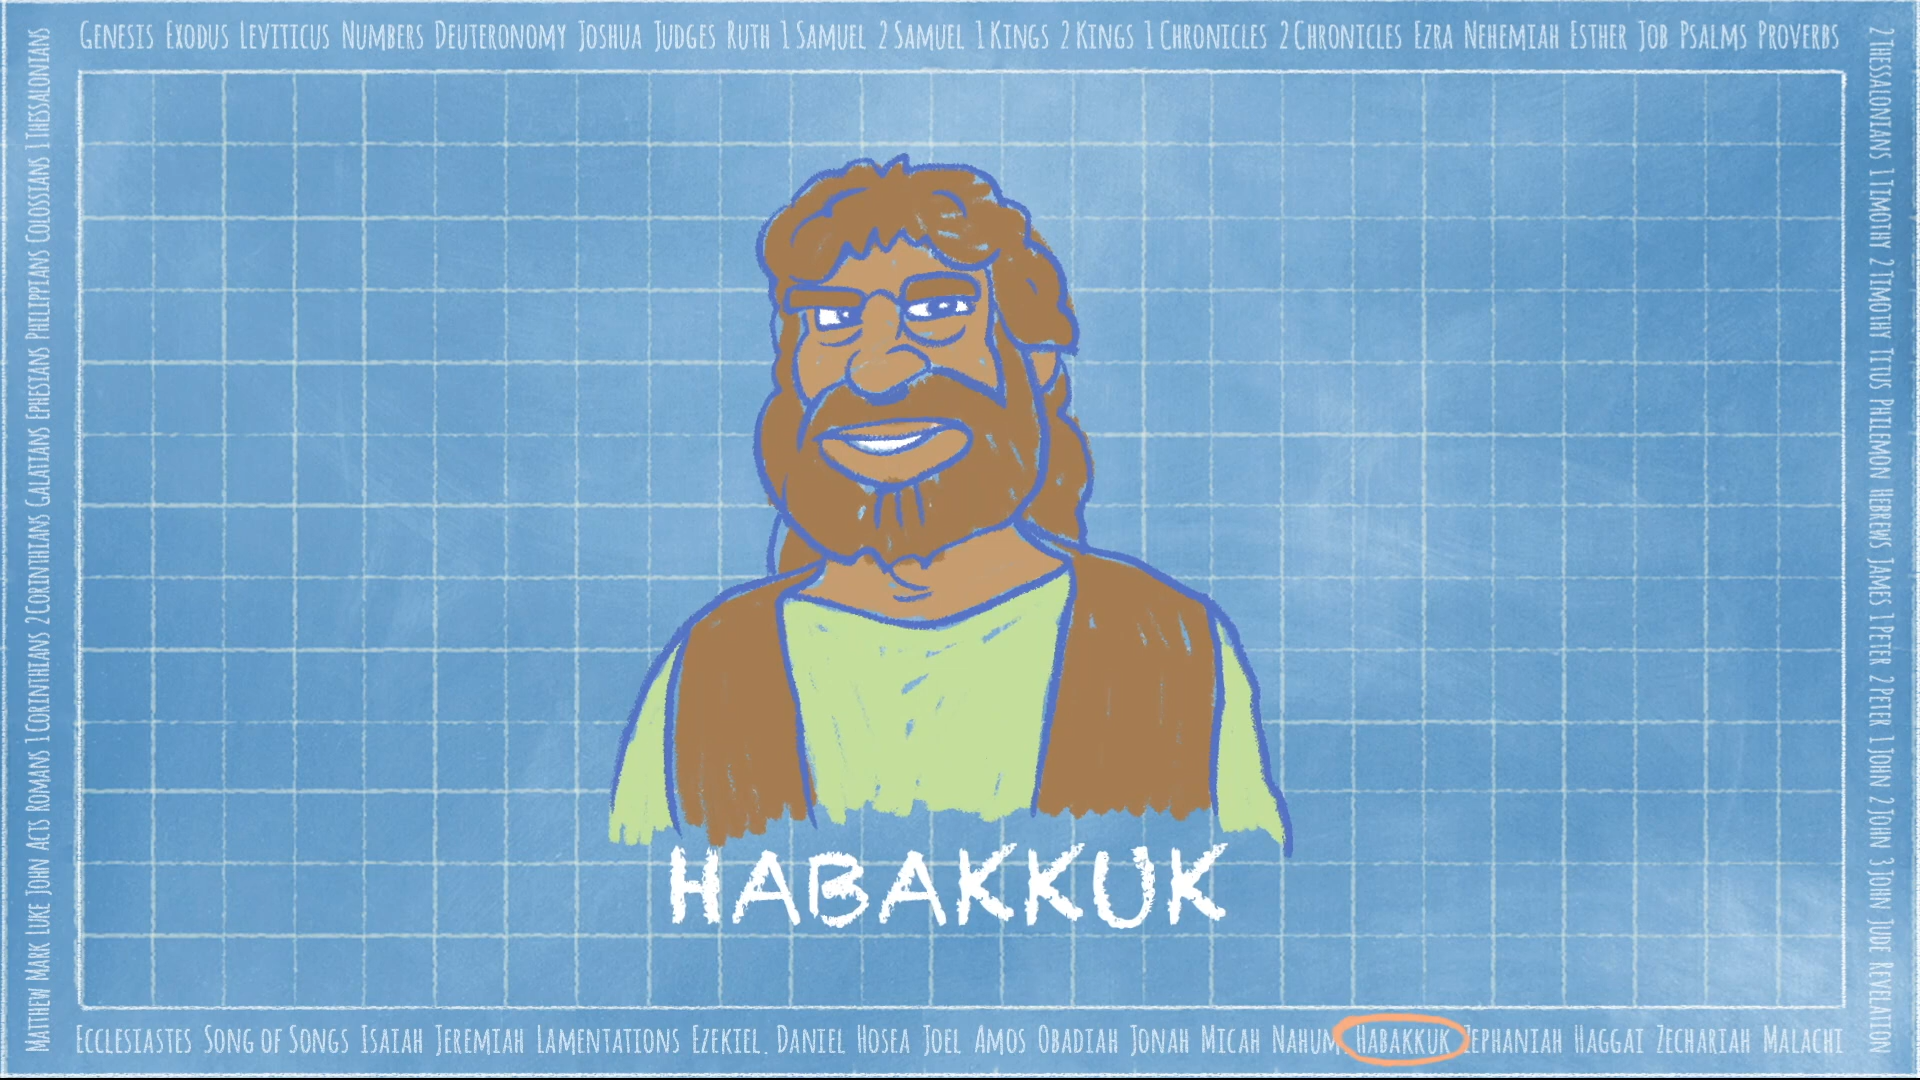 Genesis Exodus Leviticus Numbers Deuteronomy Joshua Judges Ruth 1 Samuel 2 Samuel 1 Kings 2 Kings 1 Chronicles 2 Chronicles Ezra Nehemiah Esther Job Psalms Proverbs
HABAKKUK
Ecclesiastes Song of Songs Isaiah Jeremiah Lamentations Ezekiel. Daniel Hosea Joel Amos Obadiah Jonah Micah Nahum Habakkuk Zephaniah Haggai Zechariah Malachi
Matthew Mark Luke John Acts Romans 1 Corinthians 2 Corinthians Galatians Ephesians Philippians Colossians 1 Thessalonians
2 Thessalonians 1 Timothy 2 Timothy Titus Philemon Hebrews James 1 Peter 2 Peter 1 John 2 John 3 John Jude Revelation